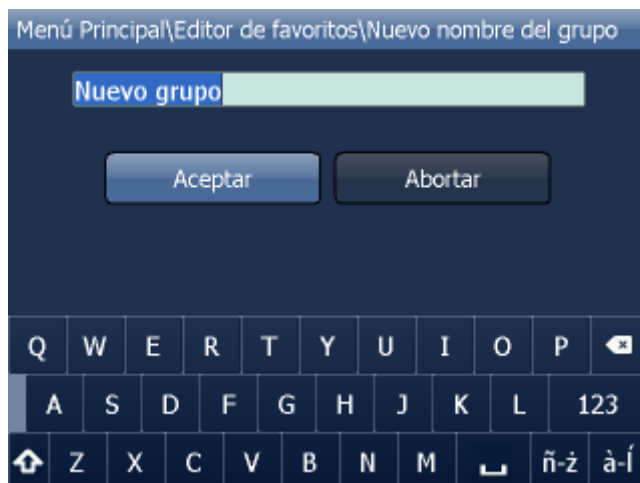 Menú Principal\Editor de favoritos\Nuevo nombre del grupo
Nuevo grupo
Aceptar Abortar
Q W E R T Y U I O P
A S D F G H J K L 123
Z X C V B N M ñ-ż à-Í